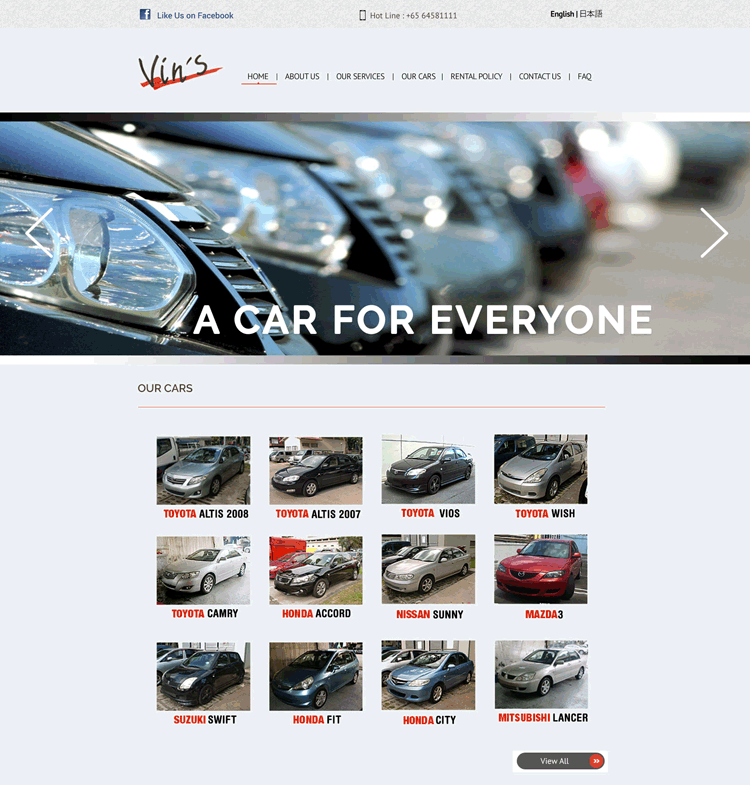 Like Us on Facebook
Hot Line : +65 64581111
English | 日本語
Vin's
HOME | ABOUT US | OUR SERVICES | OUR CARS | RENTAL POLICY | CONTACT US | FAQ
A CAR FOR EVERYONE
OUR CARS
TOYOTA ALTIS 2008
TOYOTA ALTIS 2007
TOYOTA VIOS
TOYOTA WISH
TOYOTA CAMRY
HONDA ACCORD
NISSAN SUNNY
MAZDA3
SUZUKI SWIFT
HONDA FIT
HONDA CITY
MITSUBISHI LANCER
View All